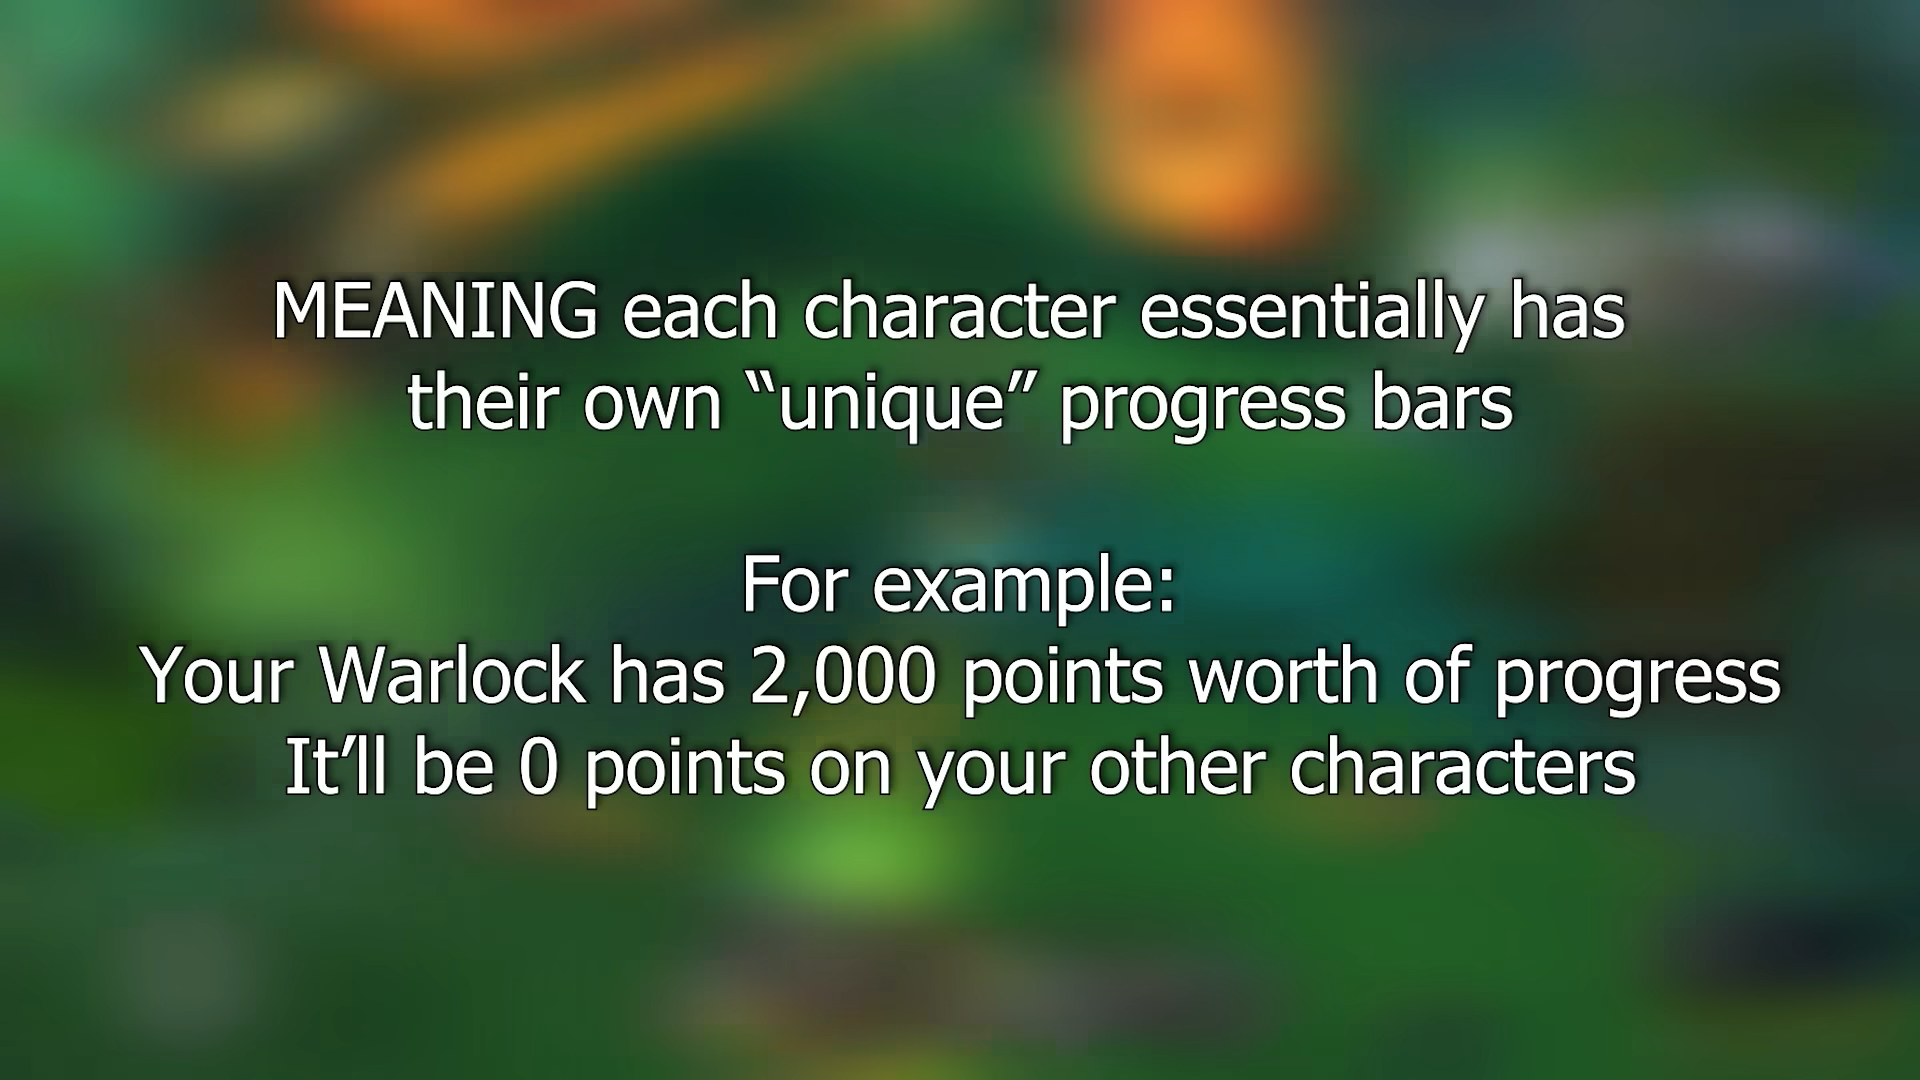 MEANING each character essentially has
their own “unique” progress bars
For example:
Your Warlock has 2,000 points worth of progress
It’ll be 0 points on your other characters